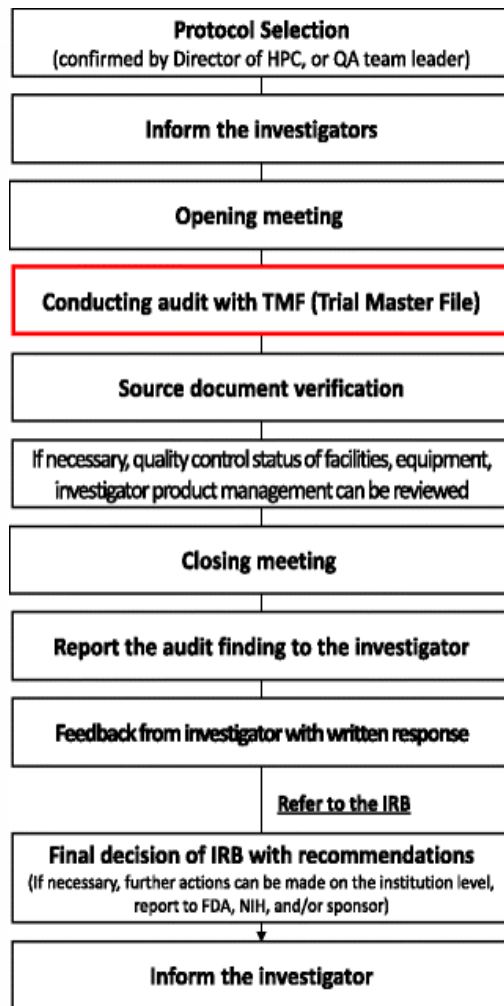 Protocol Selection
(confirmed by Director of HPC, or QA team leader)
Inform the investigators
Opening meeting
Conducting audit with TMF (Trial Master File)
Source document verification
If necessary, quality control status of facilities, equipment,
investigator product management can be reviewed
Closing meeting
Report the audit finding to the investigator
Feedback from investigator with written response
Refer to the IRB
Final decision of IRB with recommendations
(If necessary, further actions can be made on the institution level,
report to FDA, NIH, and/or sponsor)
Inform the investigator